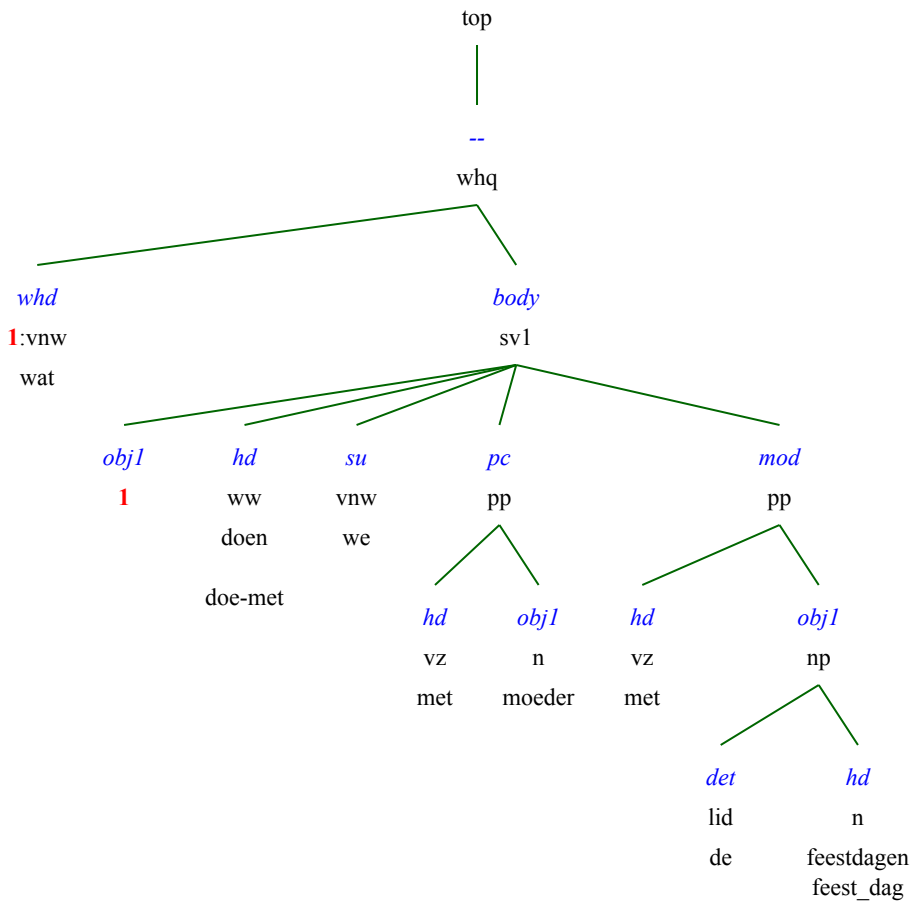 top
--
whq
whd body
1:vnw sv1
wat
obj1 hd su pc mod
1 ww vnw pp pp
doen we
doe-met
hd obj1 hd obj1
vz n vz np
met moeder met
det hd
lid n
de feestdagen
feest_dag